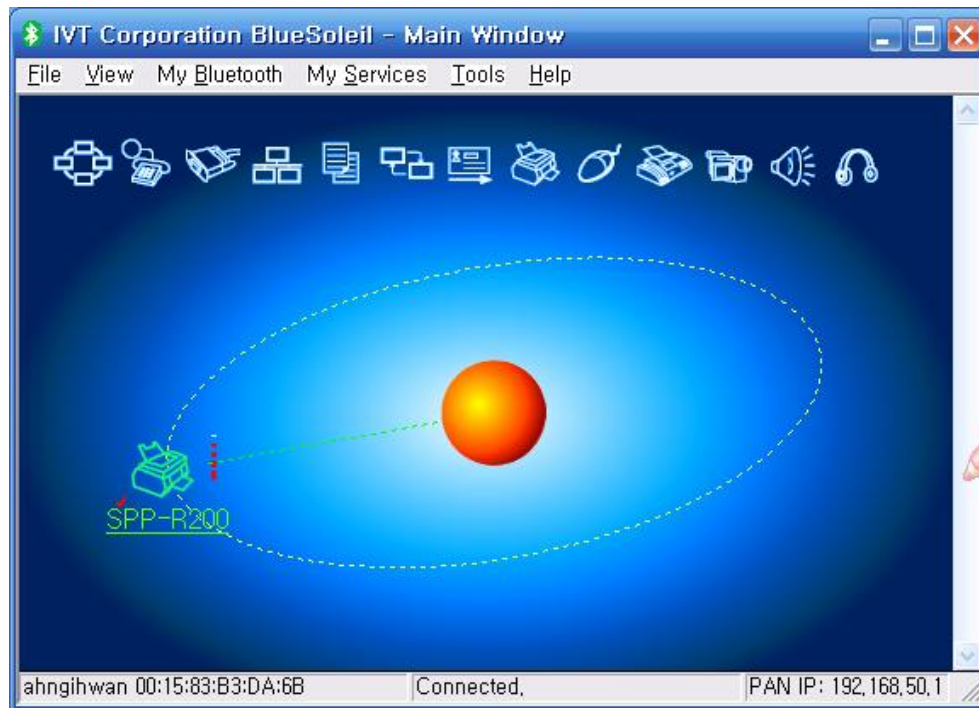 IVT Corporation BlueSoleil - Main Window
File View My Bluetooth My Services Tools Help
SPP-R200
ahngihwan 00:15:83:B3:DA:6B Connected, PAN IP: 192,168,50,1